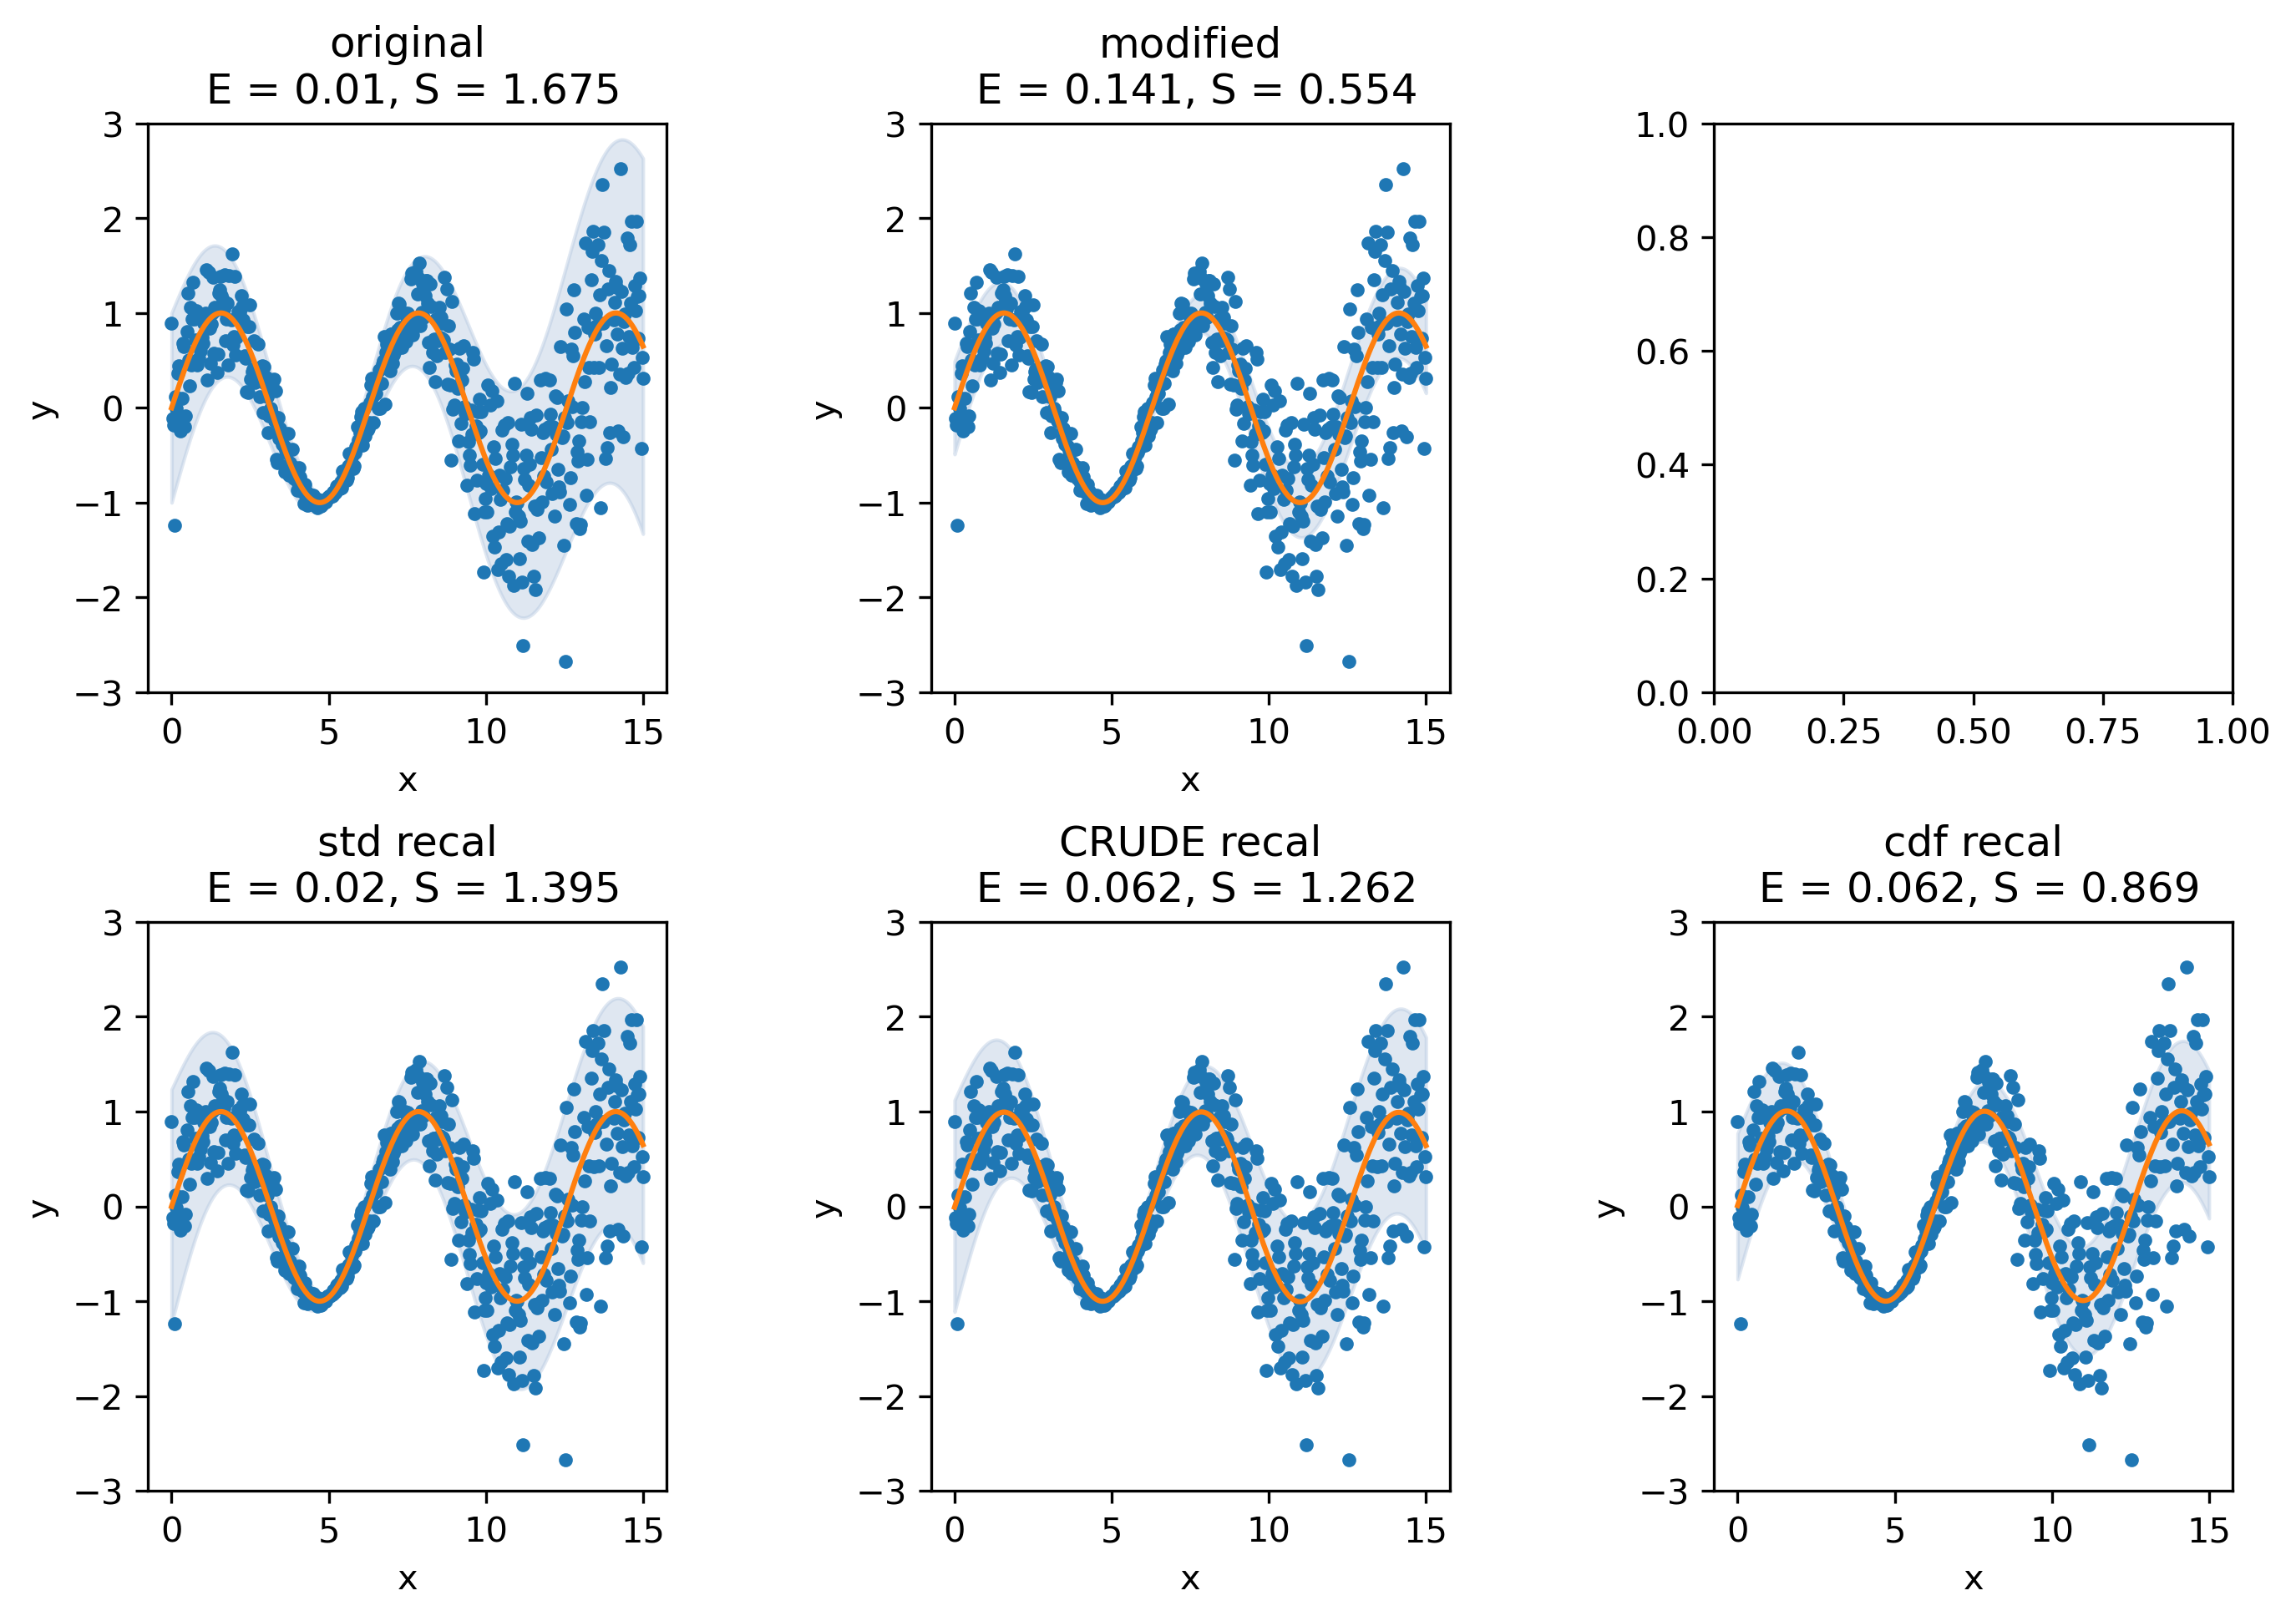 original
E = 0.01, S = 1.675
modified
E = 0.141, S = 0.554
3
2
1
0
−1
−2
−3
y
0 5 10 15
x
3
2
1
0
−1
−2
−3
y
0 5 10 15
x
1.0
0.8
0.6
0.4
0.2
0.0
0.00 0.25 0.50 0.75 1.00
std recal
E = 0.02, S = 1.395
CRUDE recal
E = 0.062, S = 1.262
cdf recal
E = 0.062, S = 0.869
3
2
1
0
−1
−2
−3
y
0 5 10 15
x
3
2
1
0
−1
−2
−3
y
0 5 10 15
x
3
2
1
0
−1
−2
−3
y
0 5 10 15
x